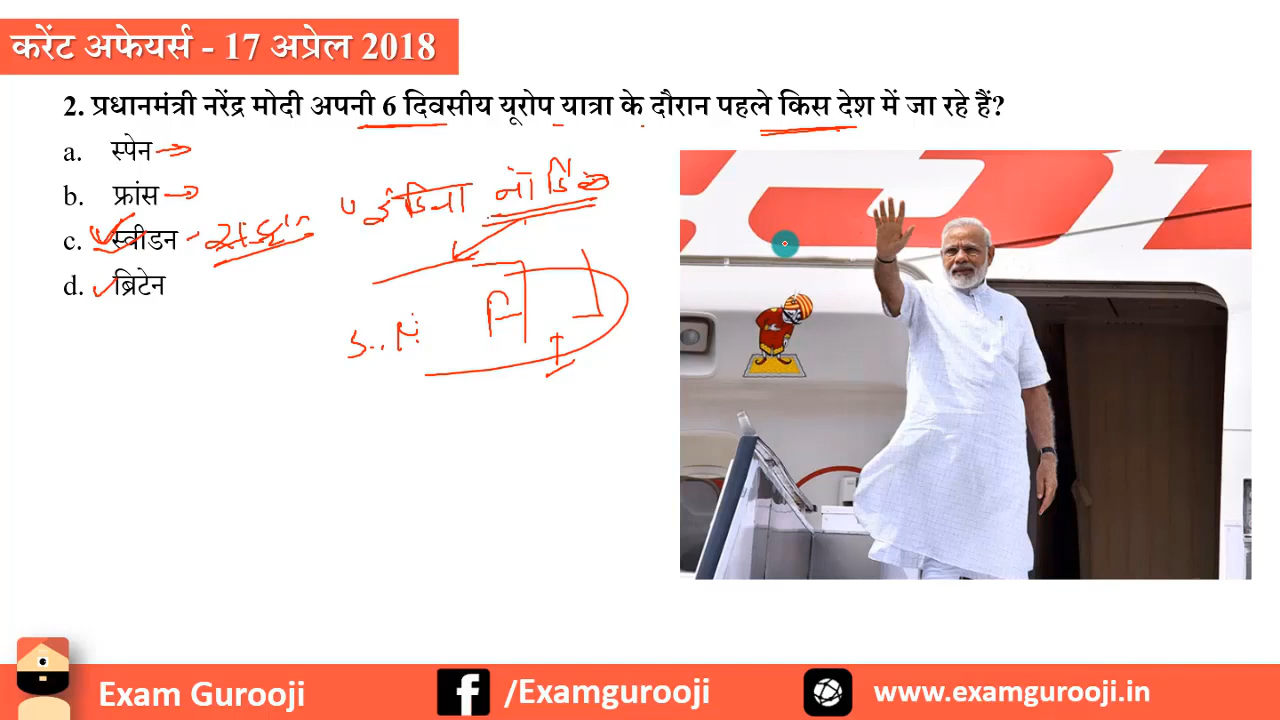 करेंट अफेयर्स - 17 अप्रेल 2018
2. प्रधानमंत्री नरेंद्र मोदी अपनी 6 दिवसीय यूरोप यात्रा के दौरान पहले किस देश में जा रहे हैं?
a. स्पेन
b. फ्रांस
c. स्वीडन
d. ब्रिटेन
इंडिया नॉर्डिक
Exam Gurooji
/Examgurooji
www.examgurooji.in